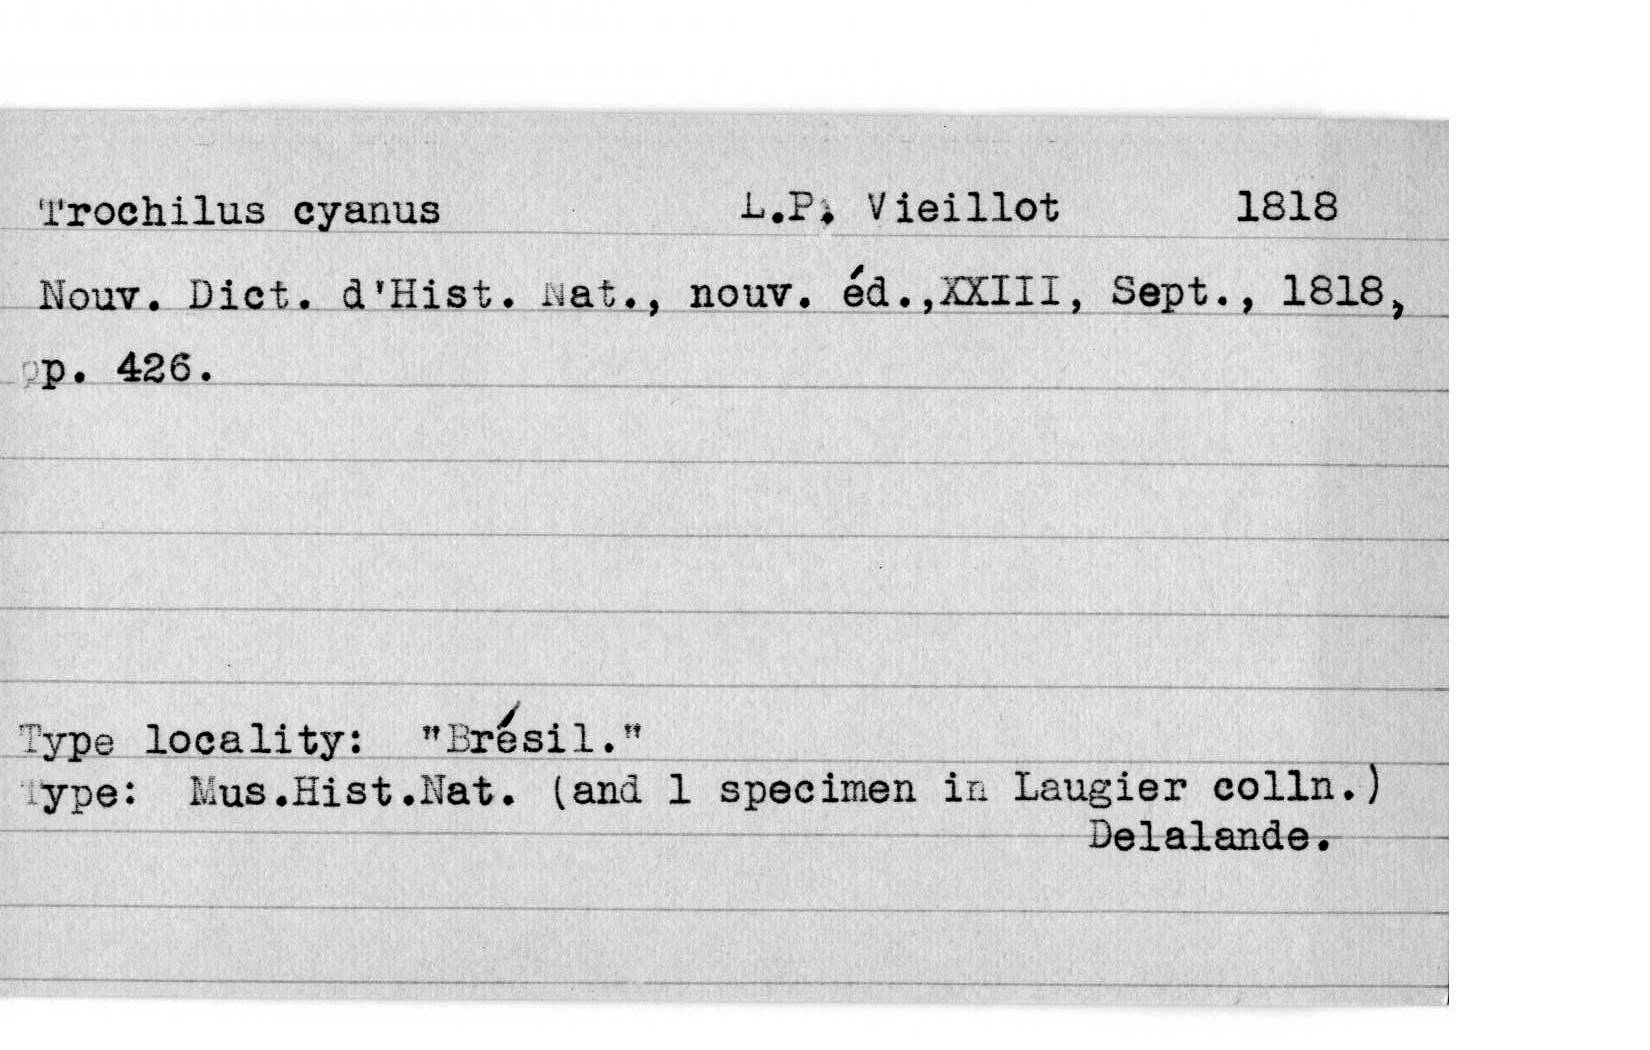 Trochilus cyanus L.P. Vieillot 1818
Nouv. Dict. d'Hist. Nat., nouv. éd.,XXIII, Sept., 1818,
pp. 426.
Type locality: "Brésil."
Type: Mus.Hist.Nat. (and 1 specimen in Laugier colln.)
Delalande.